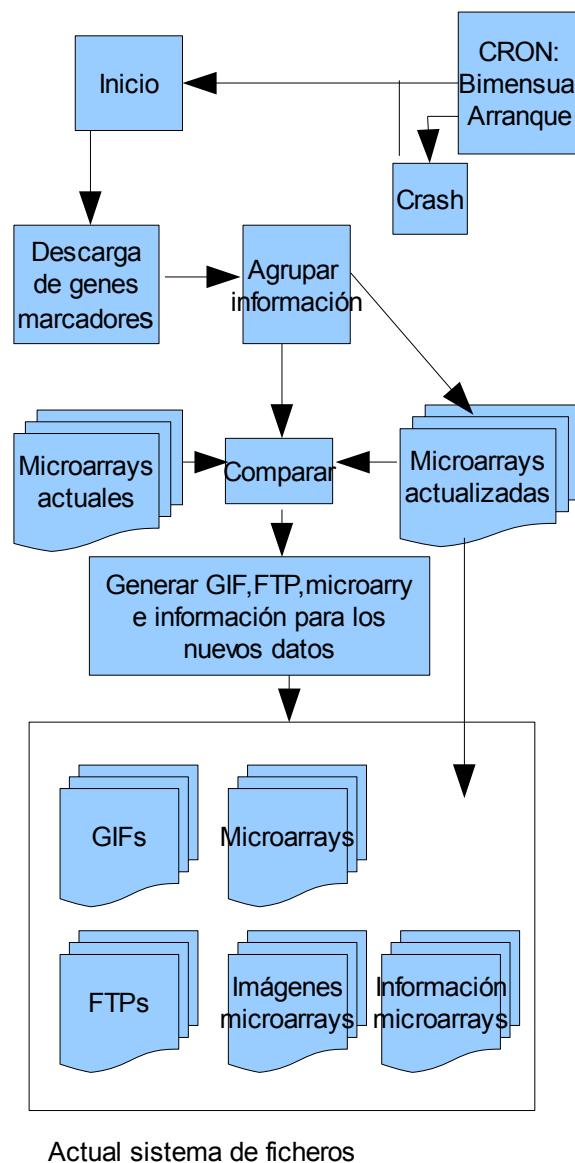 Inicio
CRON:
Bimensual
Arranque
Crash
Descarga
de genes
marcadores
Agrupar
información
Microarrays
actuales
Comparar
Microarrays
actualizadas
Generar GIF,FTP,microarry
e información para los
nuevos datos
GIFs
Microarrays
FTPs
Imágenes
microarrays
Información
microarrays
Actual sistema de ficheros